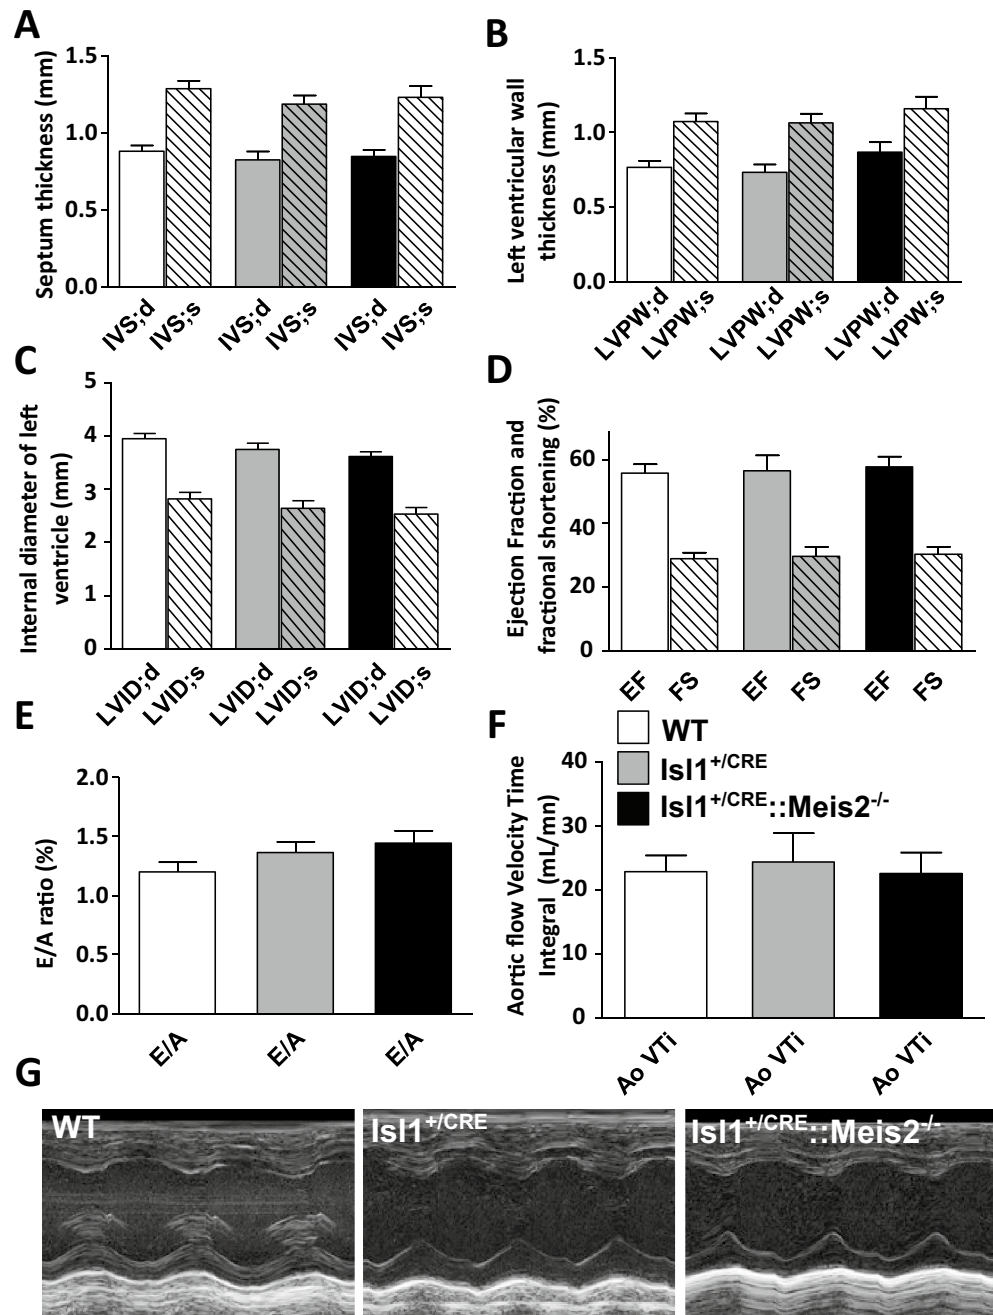 A
Septum thickness (mm)
1.5
1.0
0.5
0.0
IVS;d IVS;s IVS;d IVS;s IVS;d IVS;s
B
Left ventricular wall
thickness (mm)
1.5
1.0
0.5
0.0
LVPW;d LVPW;s LVPW;d LVPW;s LVPW;d LVPW;s
C
Internal diameter of left
ventricle (mm)
5
4
3
2
1
0
LVID;d LVID;s LVID;d LVID;s LVID;d LVID;s
D
Ejection Fraction and
fractional shortening (%)
60
40
20
0
EF FS EF FS EF FS
E
E/A ratio (%)
2.0
1.5
1.0
0.5
0.0
E/A E/A E/A
F
WT
Isl1+/CRE
Isl1+/CRE::Meis2-/-
Aortic flow Velocity Time
Integral (mL/mn)
40
30
20
10
0
Ao VTi Ao VTi Ao VTi
G
WT
Isl1+/CRE
Isl1+/CRE::Meis2-/-